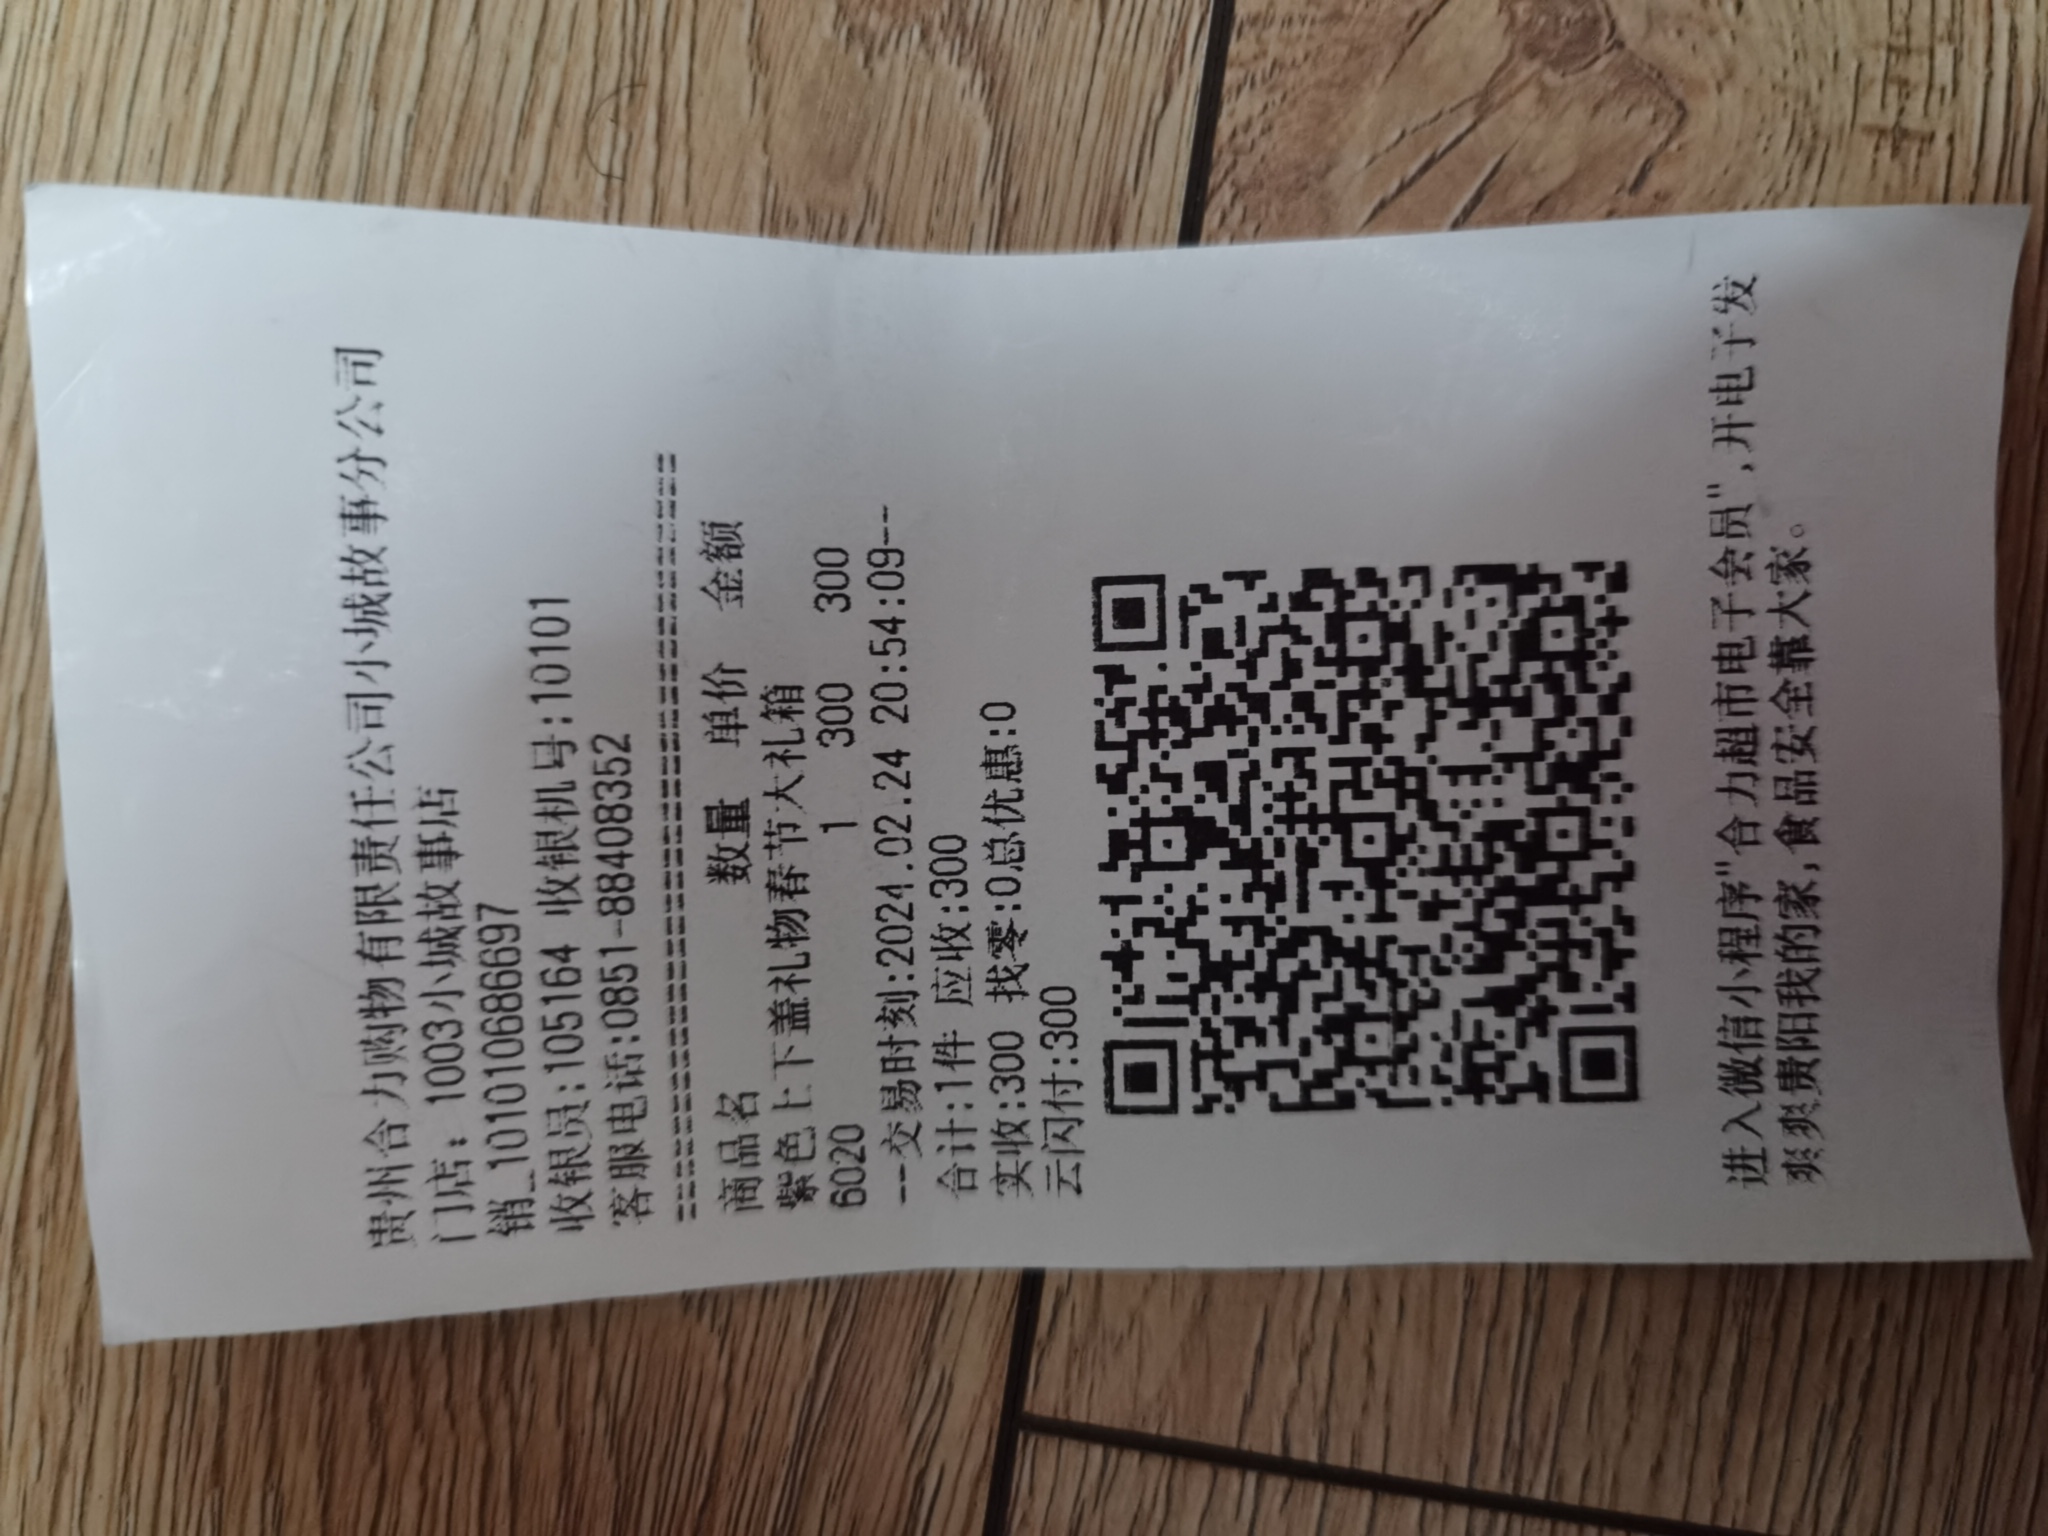 贵州合力购物有限责任公司小城故事分公司
门店：1003小城故事店
销_101010686697
收银员:105164 收银机号:10101
客服电话:0851-88408352
================================================
商品名 数量 单价 金额
紫色上下盖礼物春节大礼箱
6020 1 300 300
--交易时刻:2024.02.24 20:54:09--
合计:1件 应收:300
实收:300 找零:0总优惠:0
云闪付:300
进入微信小程序"合力超市电子会员",开电子发
爽爽贵阳我的家,食品安全靠大家。